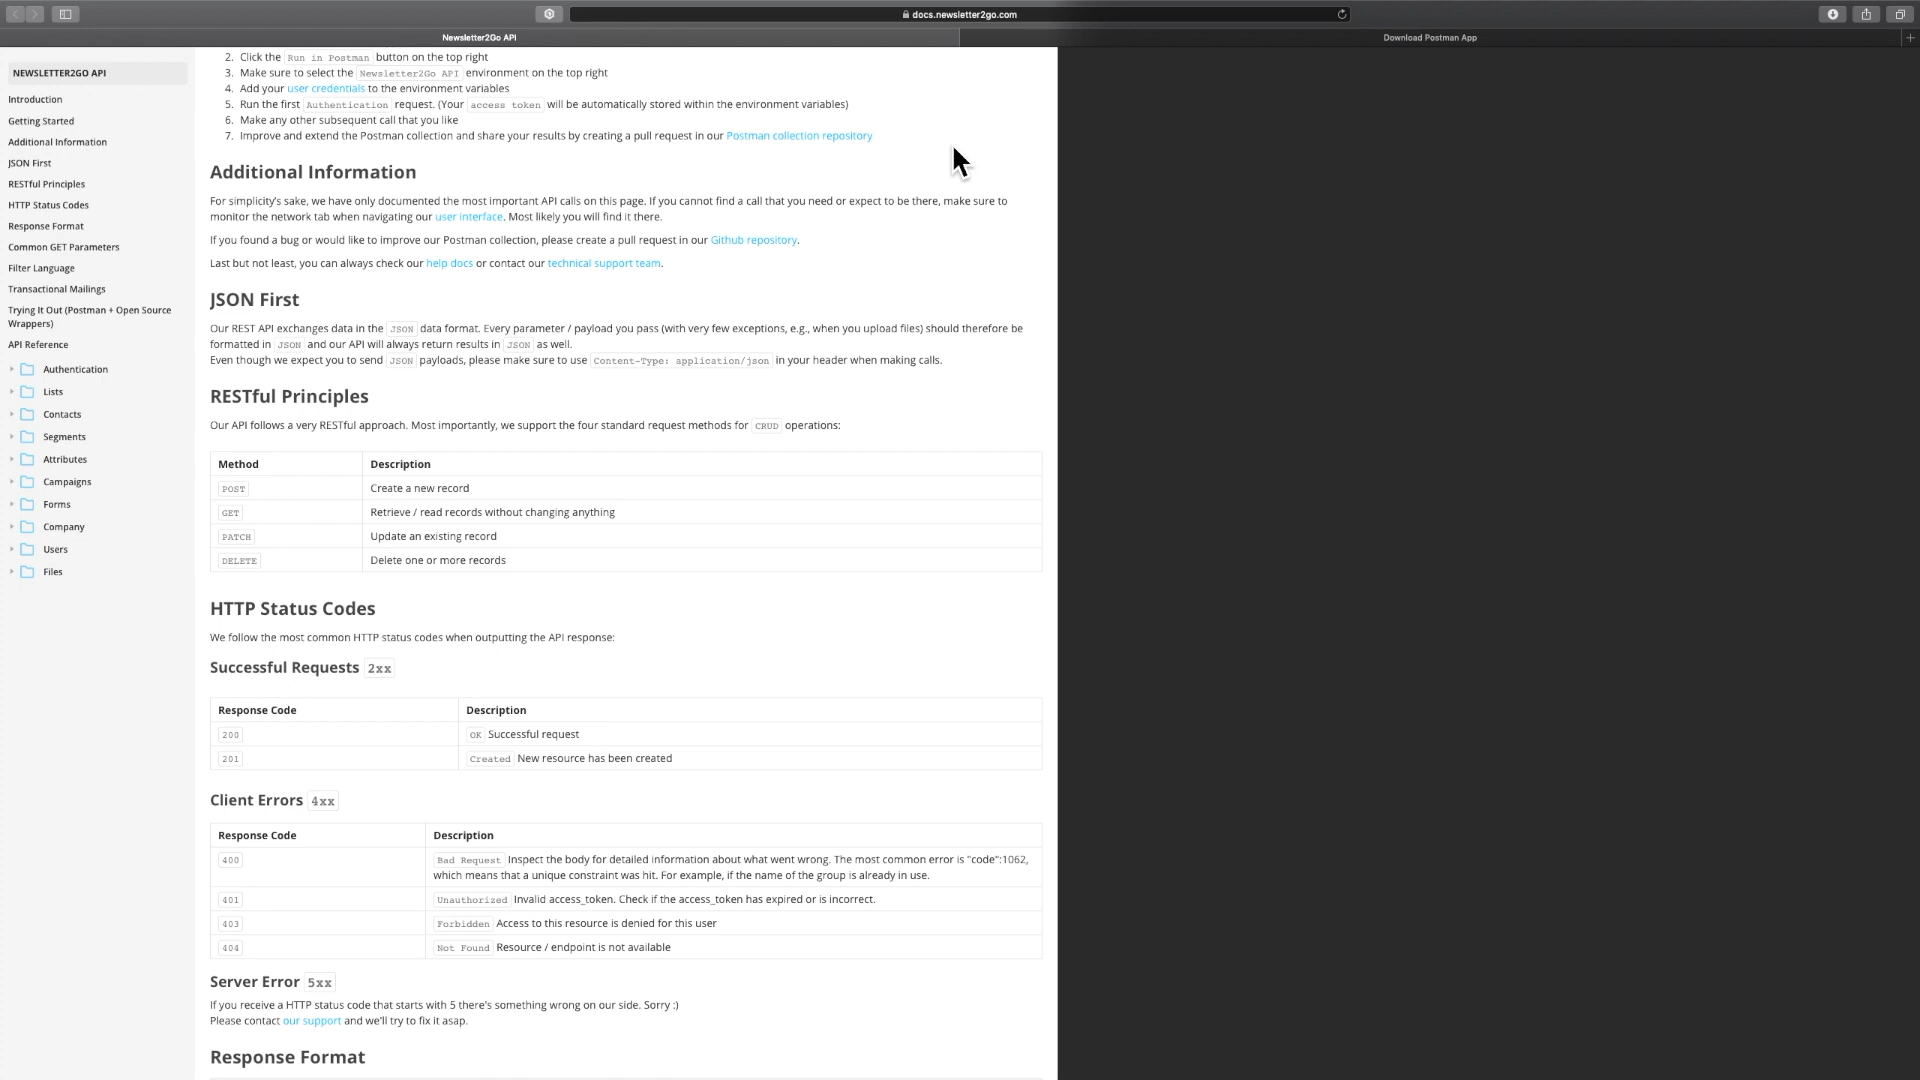 docs.newsletter2go.com
Newsletter2Go API
Download Postman App
NEWSLETTER2GO API
Introduction
Getting Started
Additional Information
JSON First
RESTful Principles
HTTP Status Codes
Response Format
Common GET Parameters
Filter Language
Transactional Mailings
Trying It Out (Postman + Open Source
Wrappers)
API Reference
Authentication
Lists
Contacts
Segments
Attributes
Campaigns
Forms
Company
Users
Files
2. Click the Run in Postman button on the top right
3. Make sure to select the Newsletter2Go API environment on the top right
4. Add your user credentials to the environment variables
5. Run the first Authentication request. (Your access token will be automatically stored within the environment variables)
6. Make any other subsequent call that you like
7. Improve and extend the Postman collection and share your results by creating a pull request in our Postman collection repository
Additional Information
For simplicity's sake, we have only documented the most important API calls on this page. If you cannot find a call that you need or expect to be there, make sure to
monitor the network tab when navigating our user interface. Most likely you will find it there.
If you found a bug or would like to improve our Postman collection, please create a pull request in our Github repository.
Last but not least, you can always check our help docs or contact our technical support team.
JSON First
Our REST API exchanges data in the JSON data format. Every parameter / payload you pass (with very few exceptions, e.g., when you upload files) should therefore be
formatted in JSON and our API will always return results in JSON as well.
Even though we expect you to send JSON payloads, please make sure to use Content-Type: application/json in your header when making calls.
RESTful Principles
Our API follows a very RESTful approach. Most importantly, we support the four standard request methods for CRUD operations:
Method Description
POST Create a new record
GET Retrieve / read records without changing anything
PATCH Update an existing record
DELETE Delete one or more records
HTTP Status Codes
We follow the most common HTTP status codes when outputting the API response:
Successful Requests 2xx
Response Code Description
200 OK Successful request
201 Created New resource has been created
Client Errors 4xx
Response Code Description
400 Bad Request Inspect the body for detailed information about what went wrong. The most common error is "code":1062,
which means that a unique constraint was hit. For example, if the name of the group is already in use.
401 Unauthorized Invalid access_token. Check if the access_token has expired or is incorrect.
403 Forbidden Access to this resource is denied for this user
404 Not Found Resource / endpoint is not available
Server Error 5xx
If you receive a HTTP status code that starts with 5 there's something wrong on our side. Sorry :)
Please contact our support and we'll try to fix it asap.
Response Format